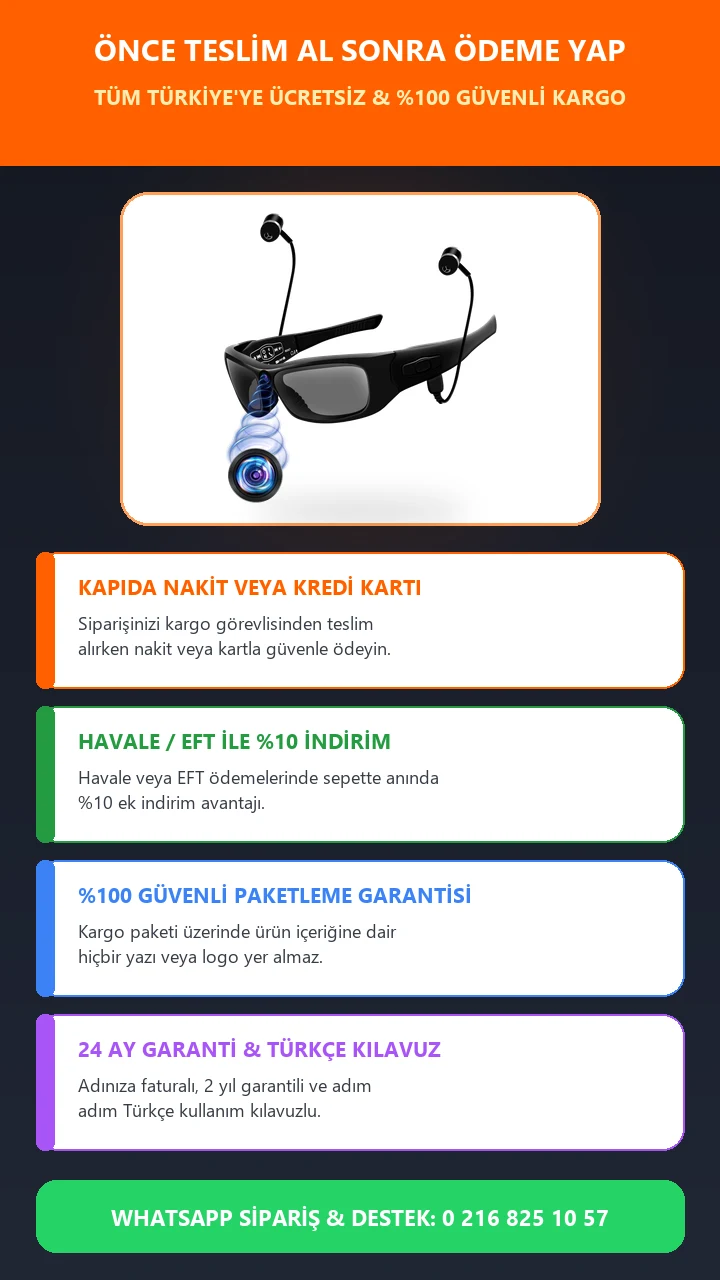 ÖNCE TESLİM AL SONRA ÖDEME YAP
TÜM TÜRKİYE'YE ÜCRETSİZ & %100 GÜVENLİ KARGO
KAPIDA NAKİT VEYA KREDİ KARTI
Siparişinizi kargo görevlisinden teslim
alırken nakit veya kartla güvenle ödeyin.
HAVALE / EFT İLE %10 İNDİRİM
Havale veya EFT ödemelerinde sepette anında
%10 ek indirim avantajı.
%100 GÜVENLİ PAKETLEME GARANTİSİ
Kargo paketi üzerinde ürün içeriğine dair
hiçbir yazı veya logo yer almaz.
24 AY GARANTİ & TÜRKÇE KILAVUZ
Adınıza faturalı, 2 yıl garantili ve adım
adım Türkçe kullanım kılavuzlu.
WHATSAPP SİPARİŞ & DESTEK: 0 216 825 10 57